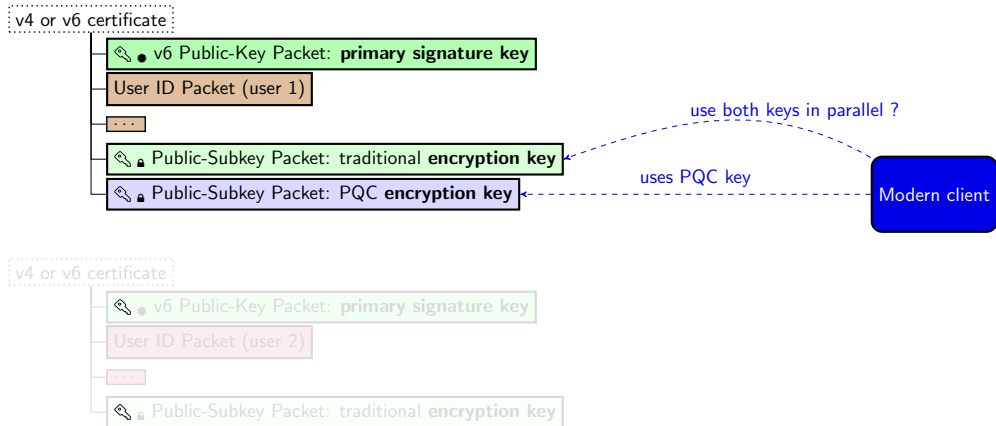 v4 or v6 certificate
v6 Public-Key Packet: primary signature key
User ID Packet (user 1)
...
use both keys in parallel ?
Public-Subkey Packet: traditional encryption key
uses PQC key
Public-Subkey Packet: PQC encryption key
Modern client
v4 or v6 certificate
v6 Public-Key Packet: primary signature key
User ID Packet (user 2)
...
Public-Subkey Packet: traditional encryption key